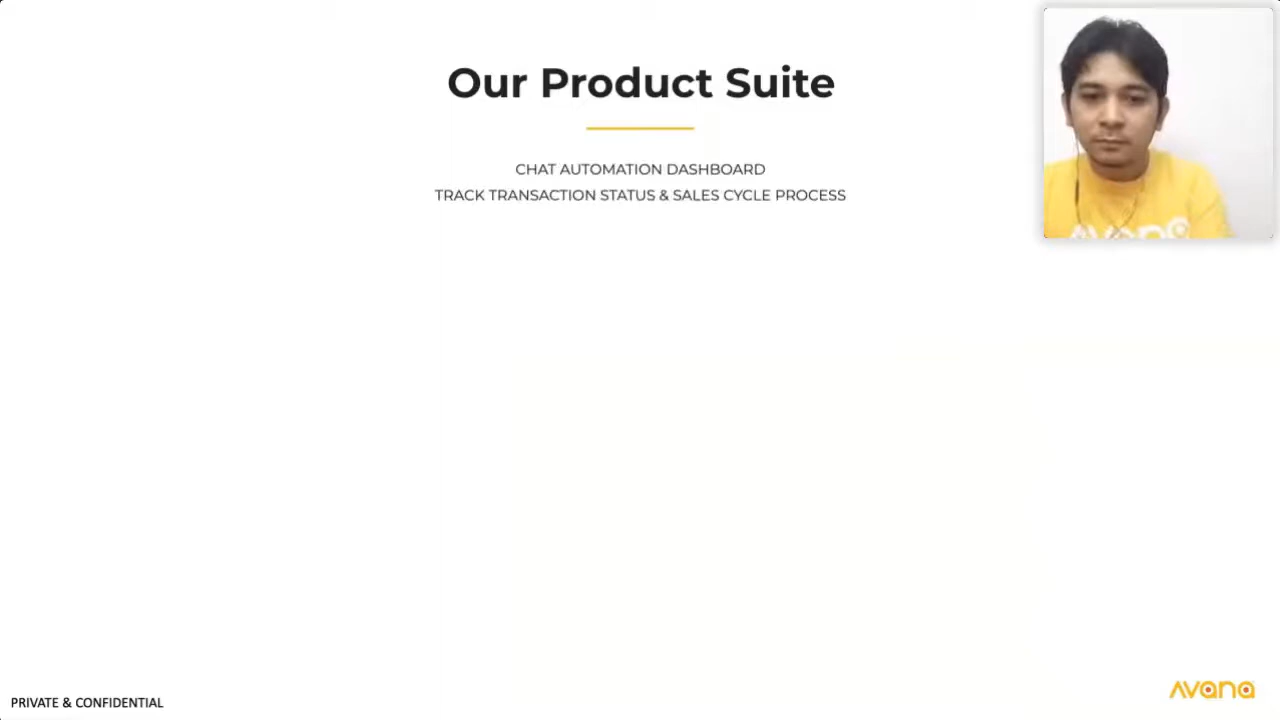 Our Product Suite
CHAT AUTOMATION DASHBOARD
TRACK TRANSACTION STATUS & SALES CYCLE PROCESS
PRIVATE & CONFIDENTIAL
avana